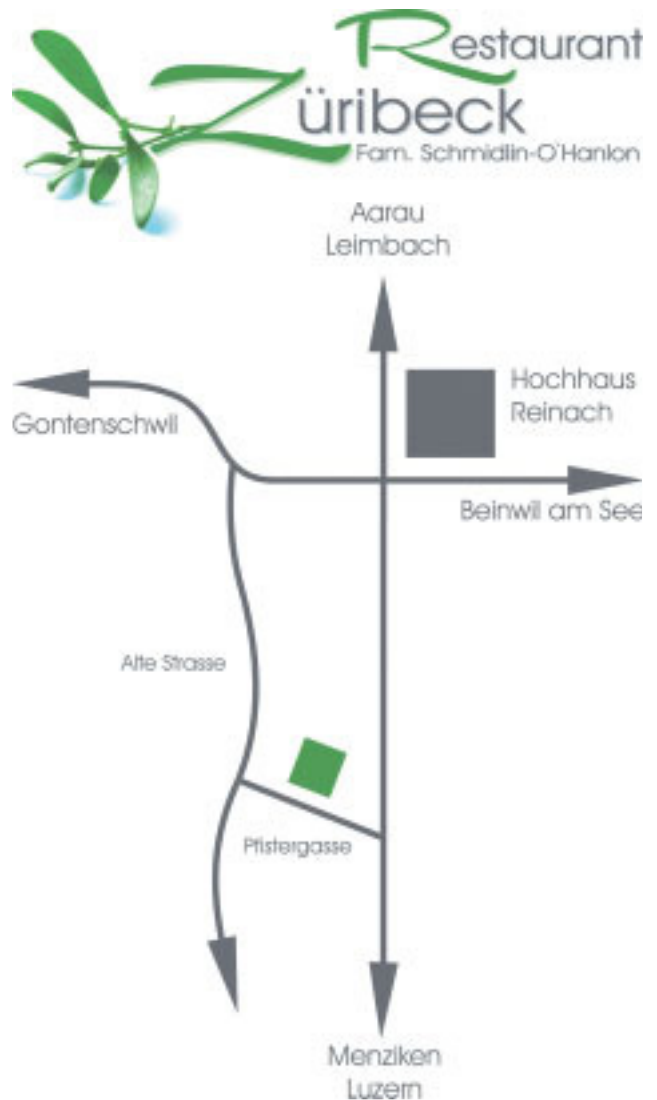 Restaurant
Züribeck
Fam. Schmidlin-O'Hanlon
Aarau
Leimbach
Hochhaus
Reinach
Gontenschwil
Beinwil am See
Alte Strasse
Pfistergasse
Menziken
Luzern